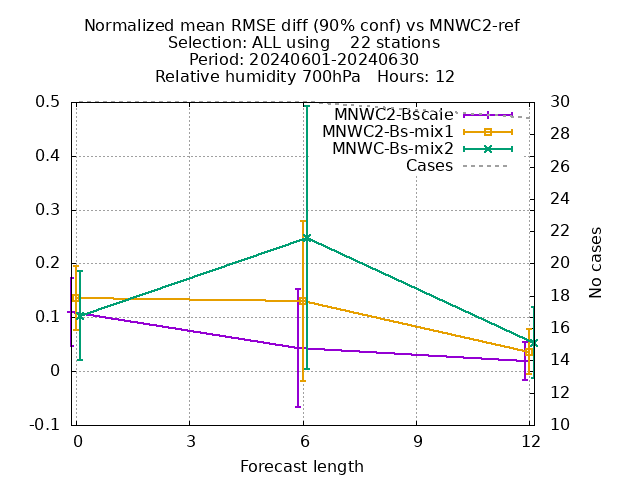 Normalized mean RMSE diff (90% conf) vs MNWC2-ref
Selection: ALL using    22 stations
Period: 20240601-20240630
Relative humidity 700hPa   Hours: 12
MNWC2-Bscale
MNWC2-Bs-mix1
MNWC-Bs-mix2
Cases
0.5
0.4
0.3
0.2
0.1
0
-0.1
30
28
26
24
22
20
18
16
14
12
10
No cases
0 3 6 9 12
Forecast length